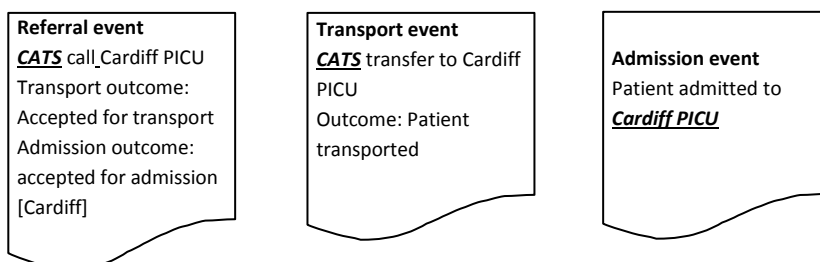 Referral event
CATS call Cardiff PICU
Transport outcome:
Accepted for transport
Admission outcome:
accepted for admission
[Cardiff]
Transport event
CATS transfer to Cardiff
PICU
Outcome: Patient
transported
Admission event
Patient admitted to
Cardiff PICU